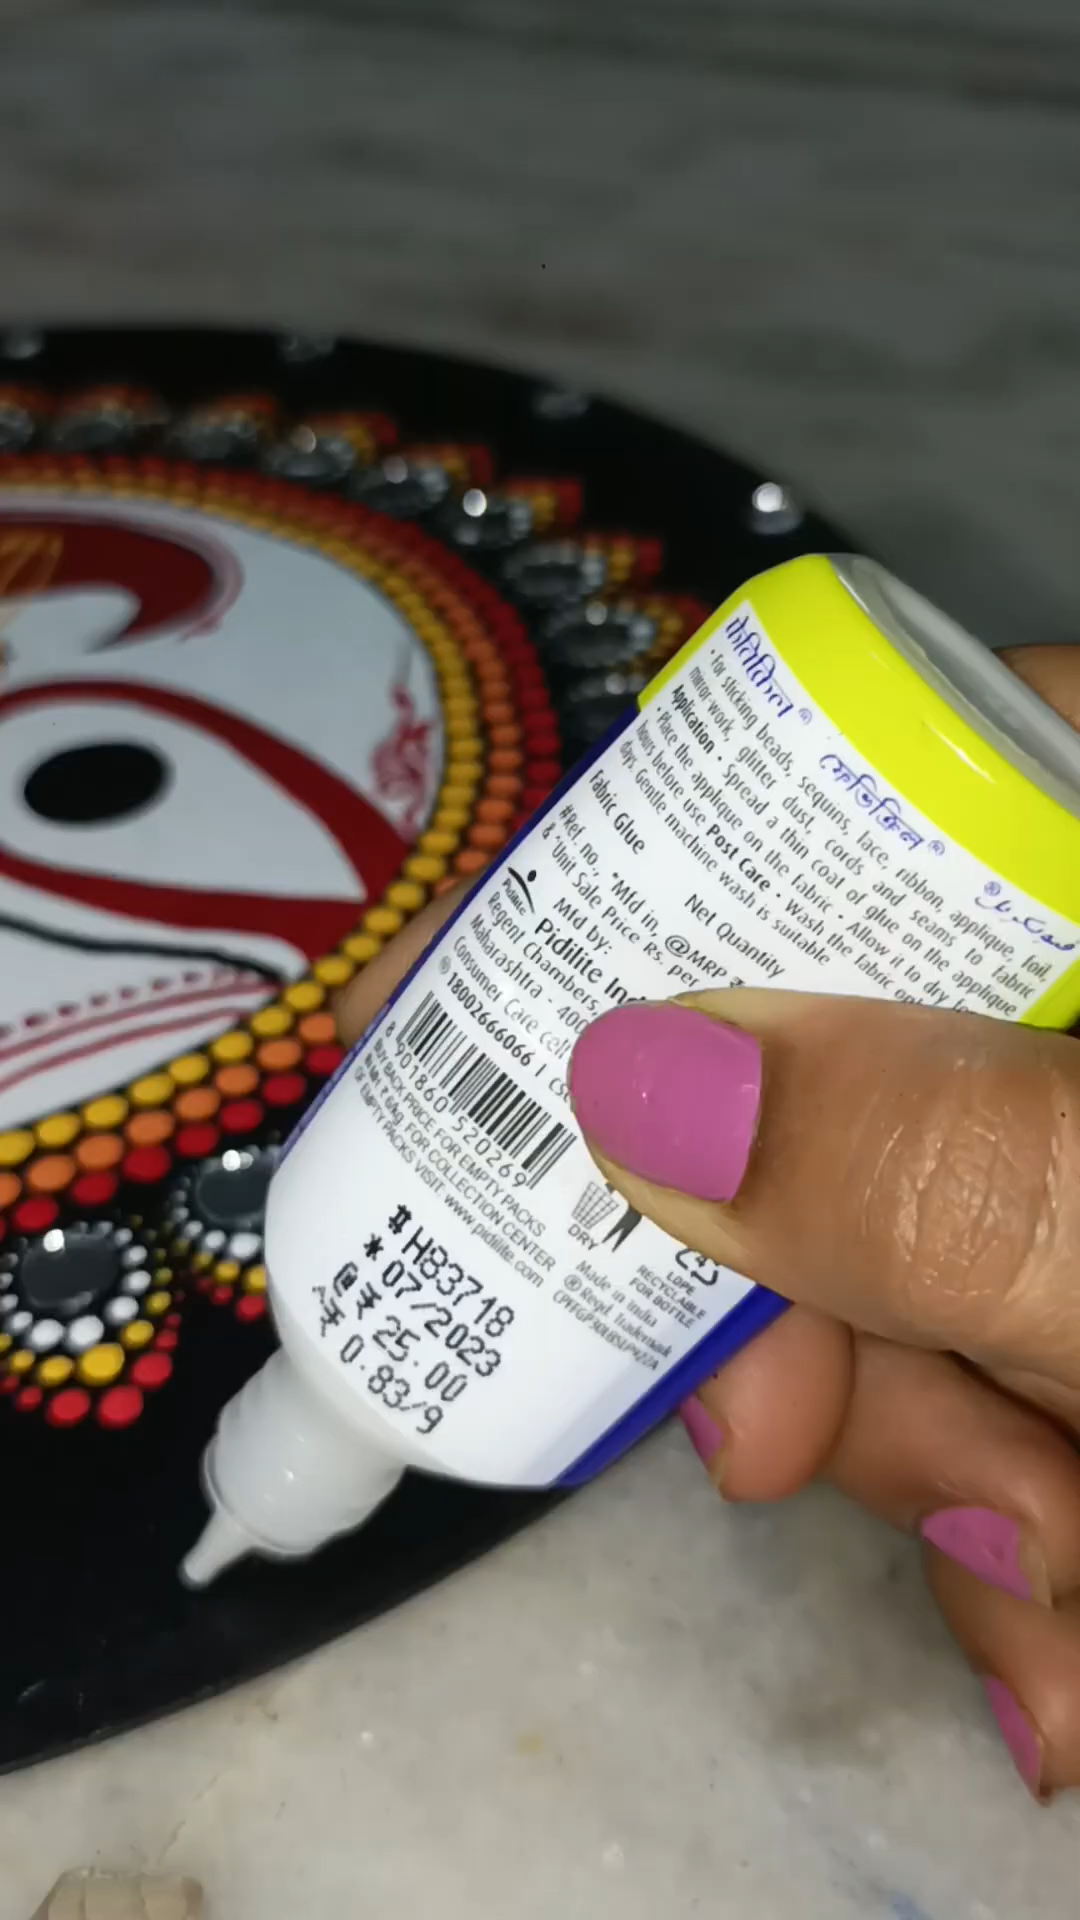 फेविक्रिल®
ফেভিক্রিল®
• For sticking beads, sequins, lace, ribbon, applique, foil,
mirror-work, glitter dust, cords and seams to fabric
Application • Spread a thin coat of glue on the applique
• Place the applique on the fabric • Allow it to dry
hours before use Post Care • Wash the fabric
days. Gentle machine wash is suitable
Fabric Glue
Net Quantity
#Ref. no., *Mfd in, @MRP ₹
& ^Unit Sale Price Rs. per
Mfd by:
Pidilite
Pidilite
Regent Chambers,
Maharashtra - 400
Consumer Care cell
18002666066 |
8 901860 520269
BUY BACK PRICE FOR EMPTY PACKS
FOR COLLECTION CENTER
OF EMPTY PACKS VISIT: www.pidilite.com
DRY
LDPE
RECYCLABLE
FOR BOTTLE
Made in India
® Regd. Trademark
#H83718
* 07/2023
@₹ 25.00
^₹ 0.83/g